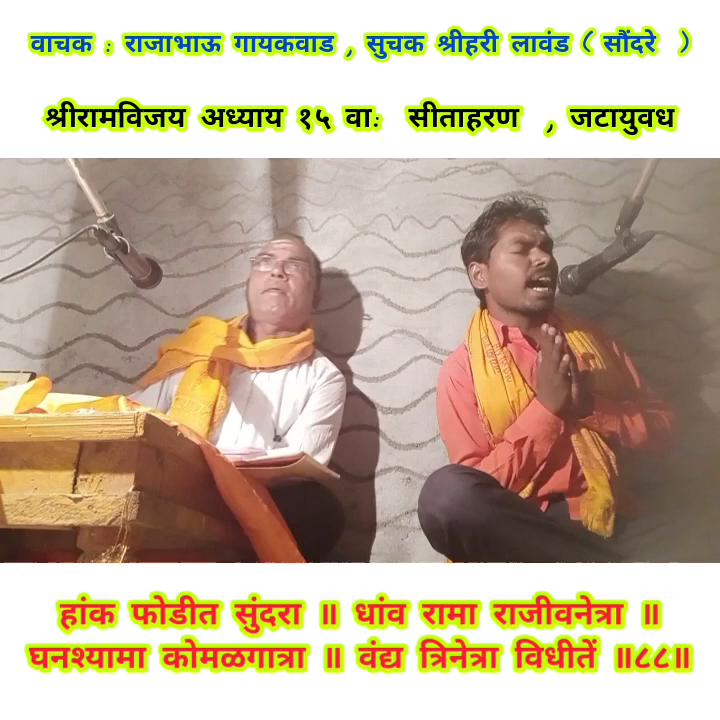 वाचक : राजाभाऊ गायकवाड , सुचक श्रीहरी लावंड ( सौंदरे )
श्रीरामविजय अध्याय १५ वाः सीताहरण , जटायुवध
हांक फोडीत सुंदरा ॥ धांव रामा राजीवनेत्रा ॥
घनश्यामा कोमळगात्रा ॥ वंद्य त्रिनेत्रा विधीतें ॥८८॥